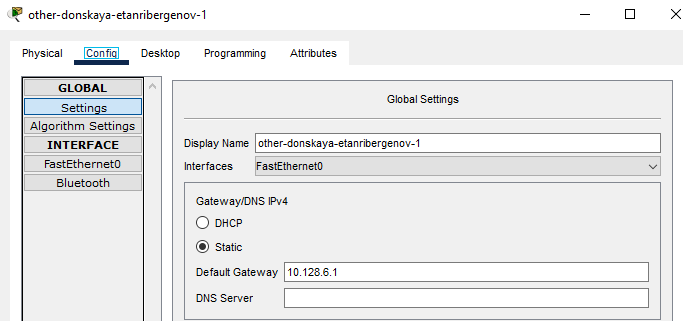 other-donskaya-etanribergenov-1
Physical Config Desktop Programming Attributes
GLOBAL
Settings
Algorithm Settings
INTERFACE
FastEthernet0
Bluetooth
Global Settings
Display Name other-donskaya-etanribergenov-1
Interfaces FastEthernet0
Gateway/DNS IPv4
DHCP
Static
Default Gateway 10.128.6.1
DNS Server